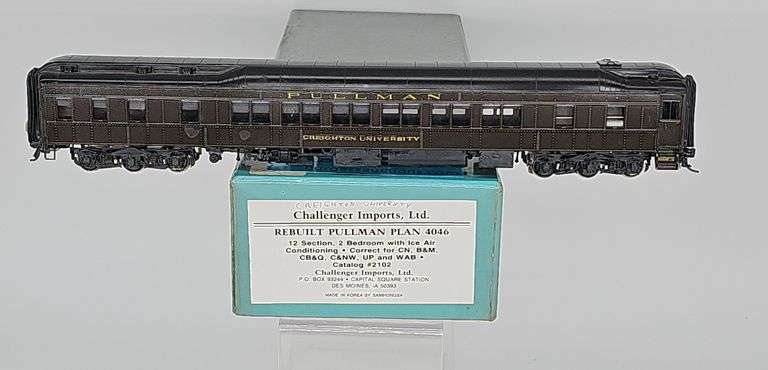 PULLMAN
CREIGHTON UNIVERSITY
CREIGHTON UNIVERSITY
Challenger Imports, Ltd.
REBUILT PULLMAN PLAN 4046
12 Section, 2 Bedroom with Ice Air
Conditioning • Correct for CN, B&M,
CB&Q, C&NW, UP and WAB •
Catalog #2102
Challenger Imports, Ltd.
P.O. BOX 93244 • CAPITAL SQUARE STATION
DES MOINES, IA 50393
MADE IN KOREA BY SAMHONGSA